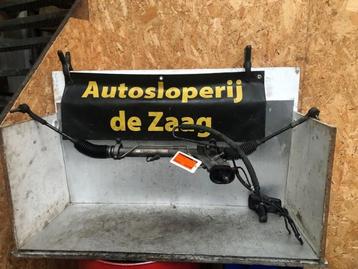 Autosloperij
de Zaag